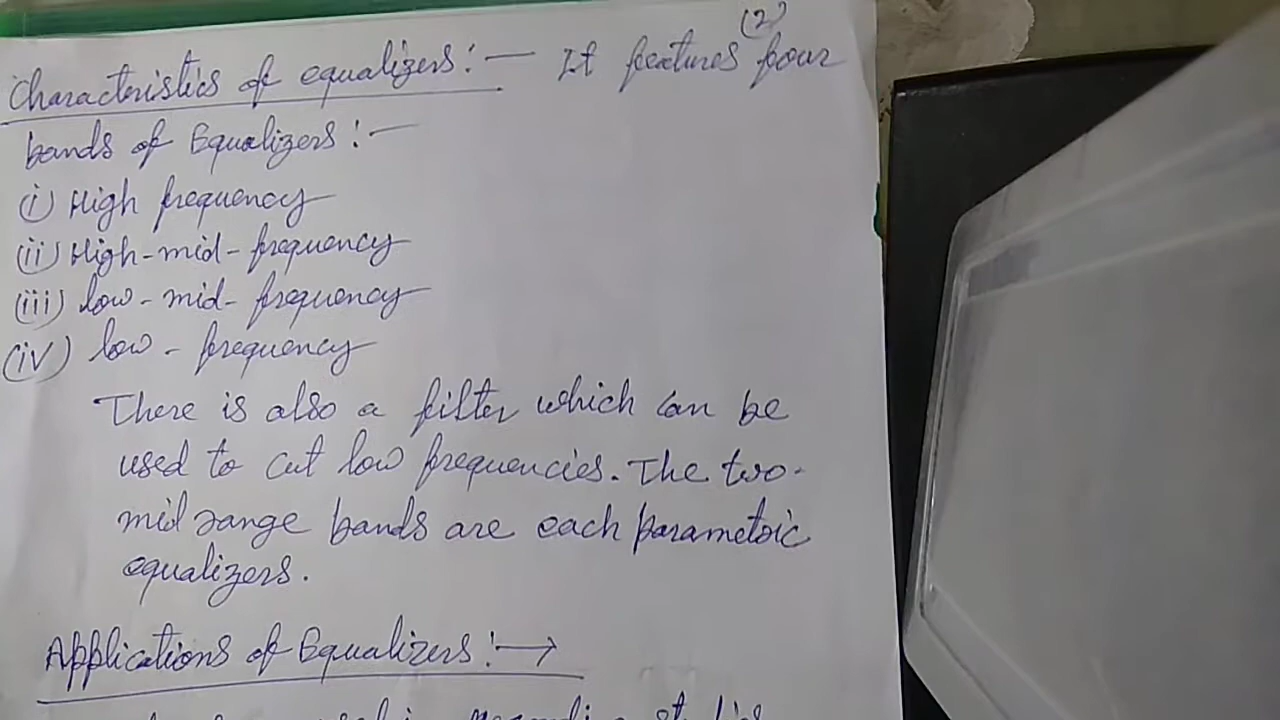 (2)
Characteristics of equalizers:— It features four
bands of Equalizers:—
(i) High frequency
(ii) High-mid-frequency
(iii) low-mid-frequency
(iv) low-frequency
There is also a filter which can be
used to cut low frequencies. The two-
mid range bands are each parametric
equalizers.
Applications of Equalizers:→